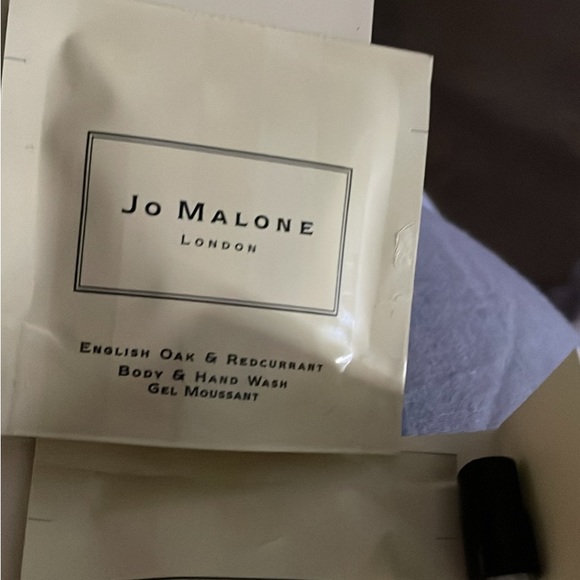 Jo Malone
London
English Oak & Redcurrant
Body & Hand Wash
Gel Moussant